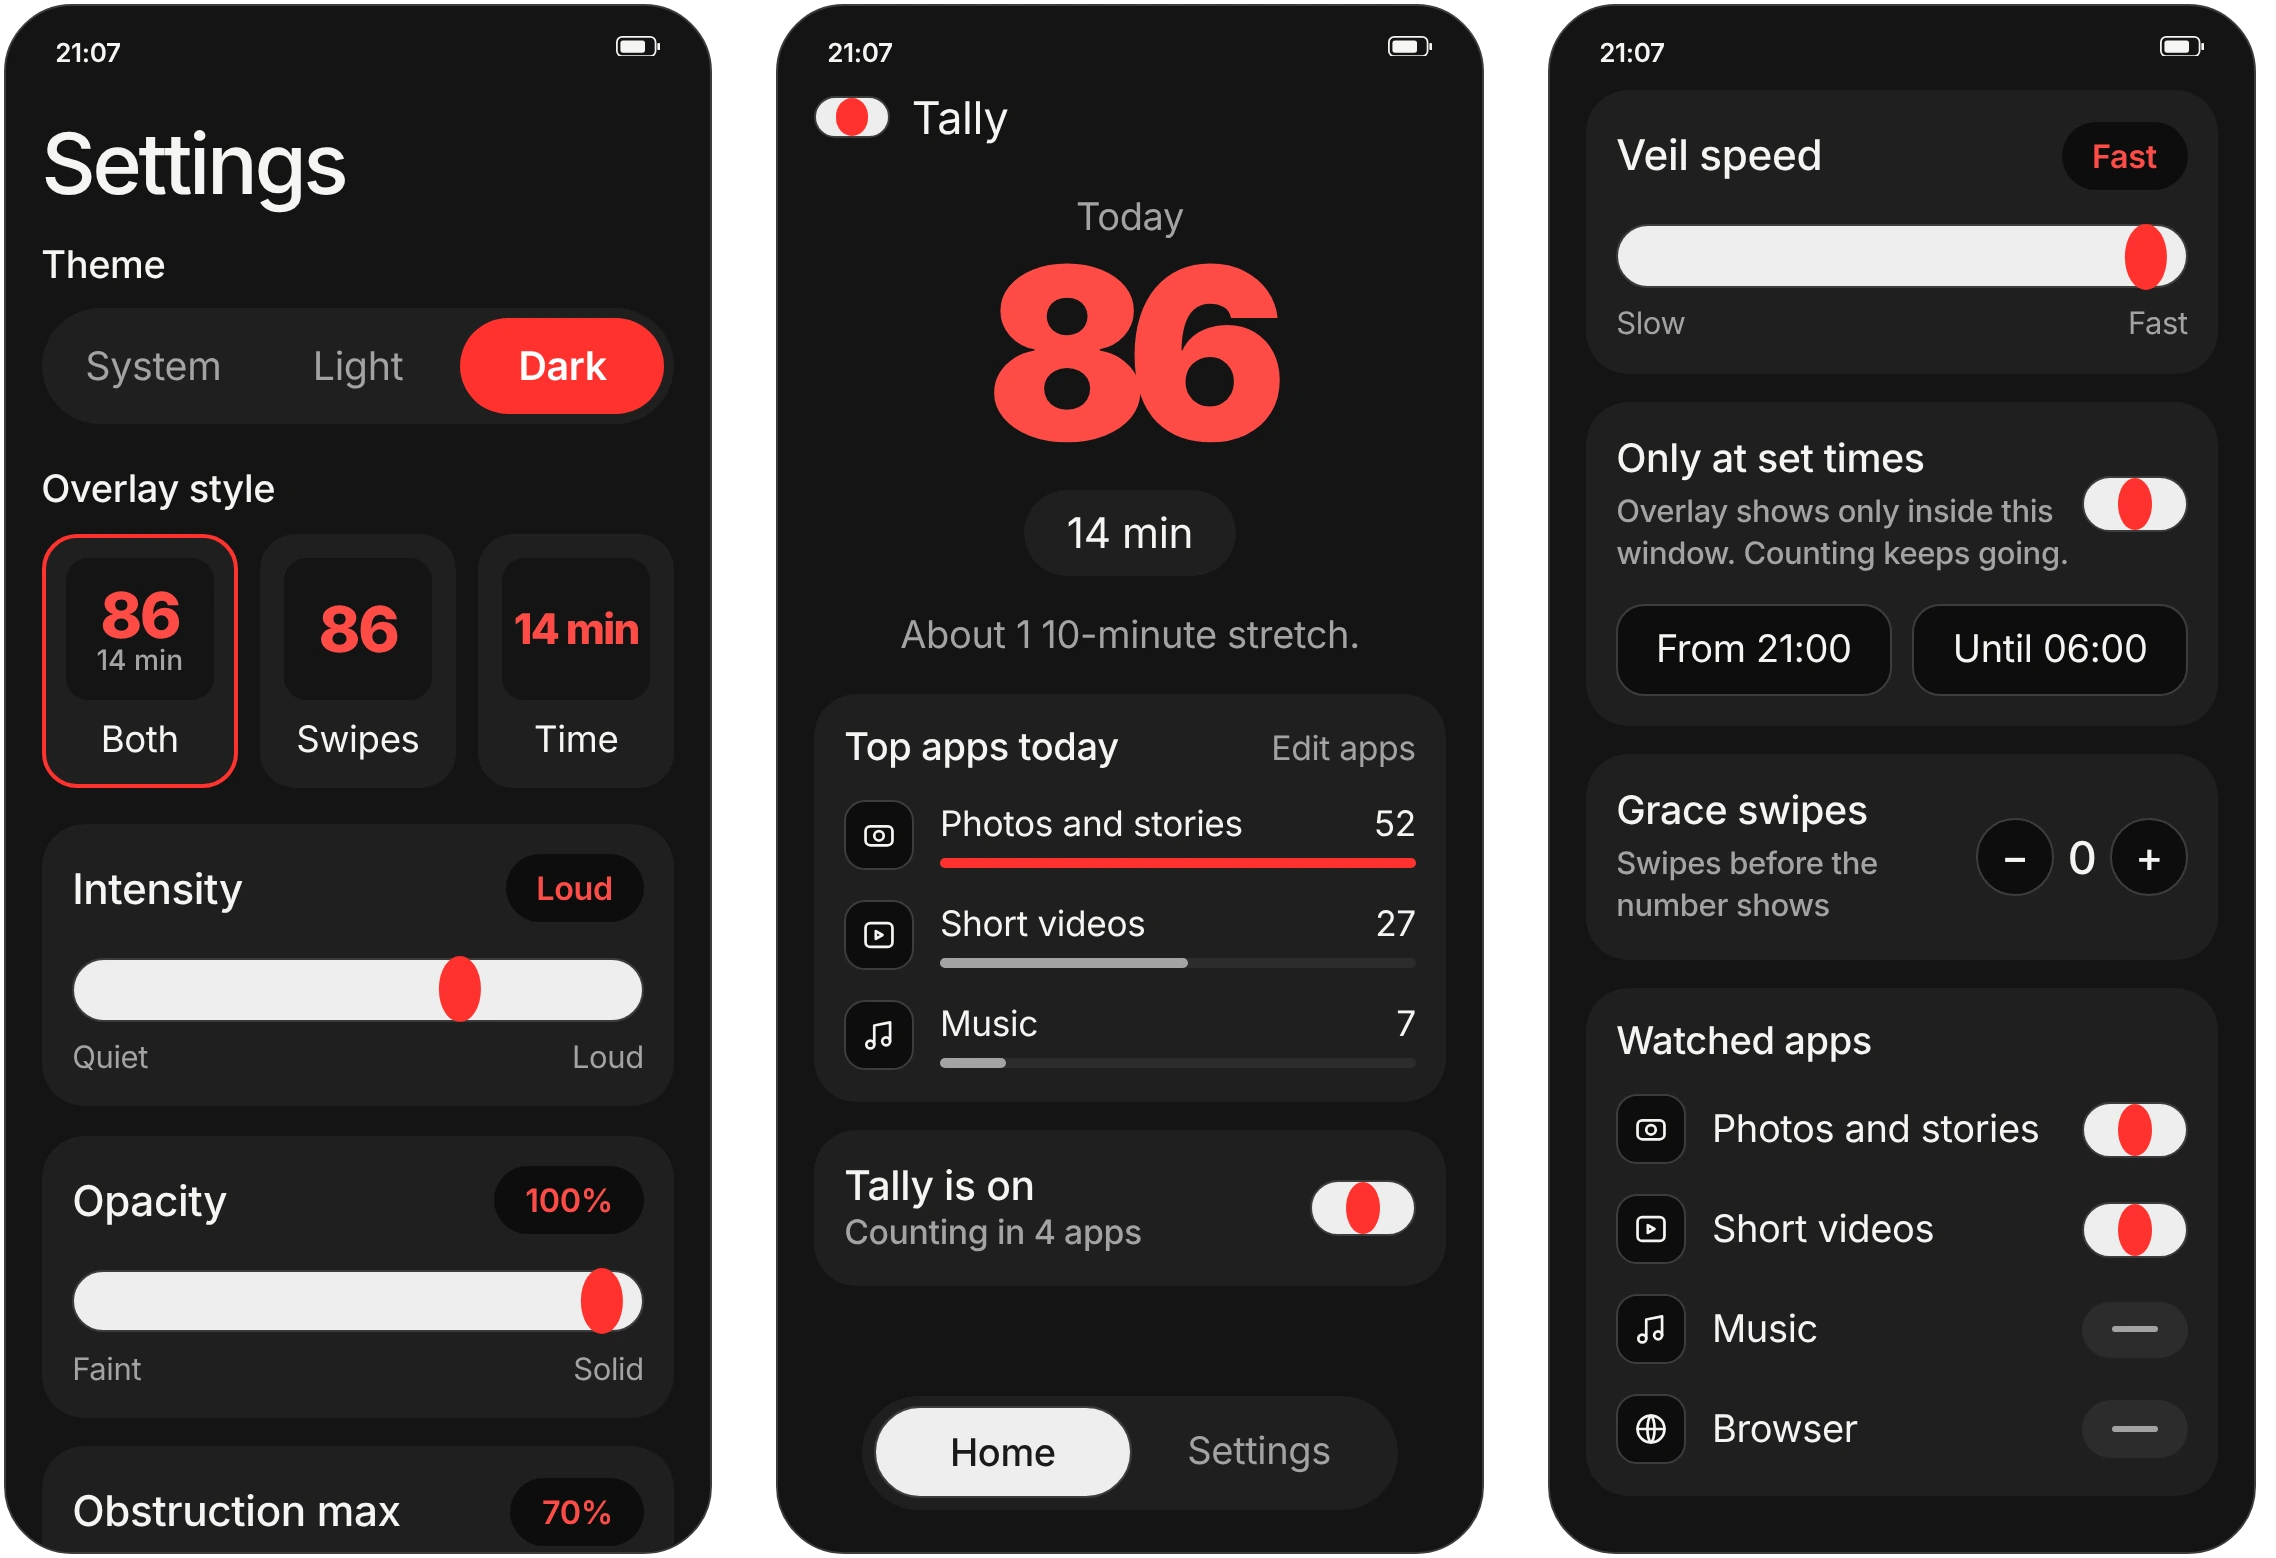 21:07
Settings
Theme
System Light Dark
Overlay style
86
14 min
Both
86
Swipes
14 min
Time
Intensity Loud
Quiet Loud
Opacity 100%
Faint Solid
Obstruction max 70%
21:07
Tally
Today
86
14 min
About 1 10-minute stretch.
Top apps today Edit apps
Photos and stories 52
Short videos 27
Music 7
Tally is on
Counting in 4 apps
Home Settings
21:07
Veil speed Fast
Slow Fast
Only at set times
Overlay shows only inside this
window. Counting keeps going.
From 21:00 Until 06:00
Grace swipes
Swipes before the
number shows
− 0 +
Watched apps
Photos and stories
Short videos
Music
Browser